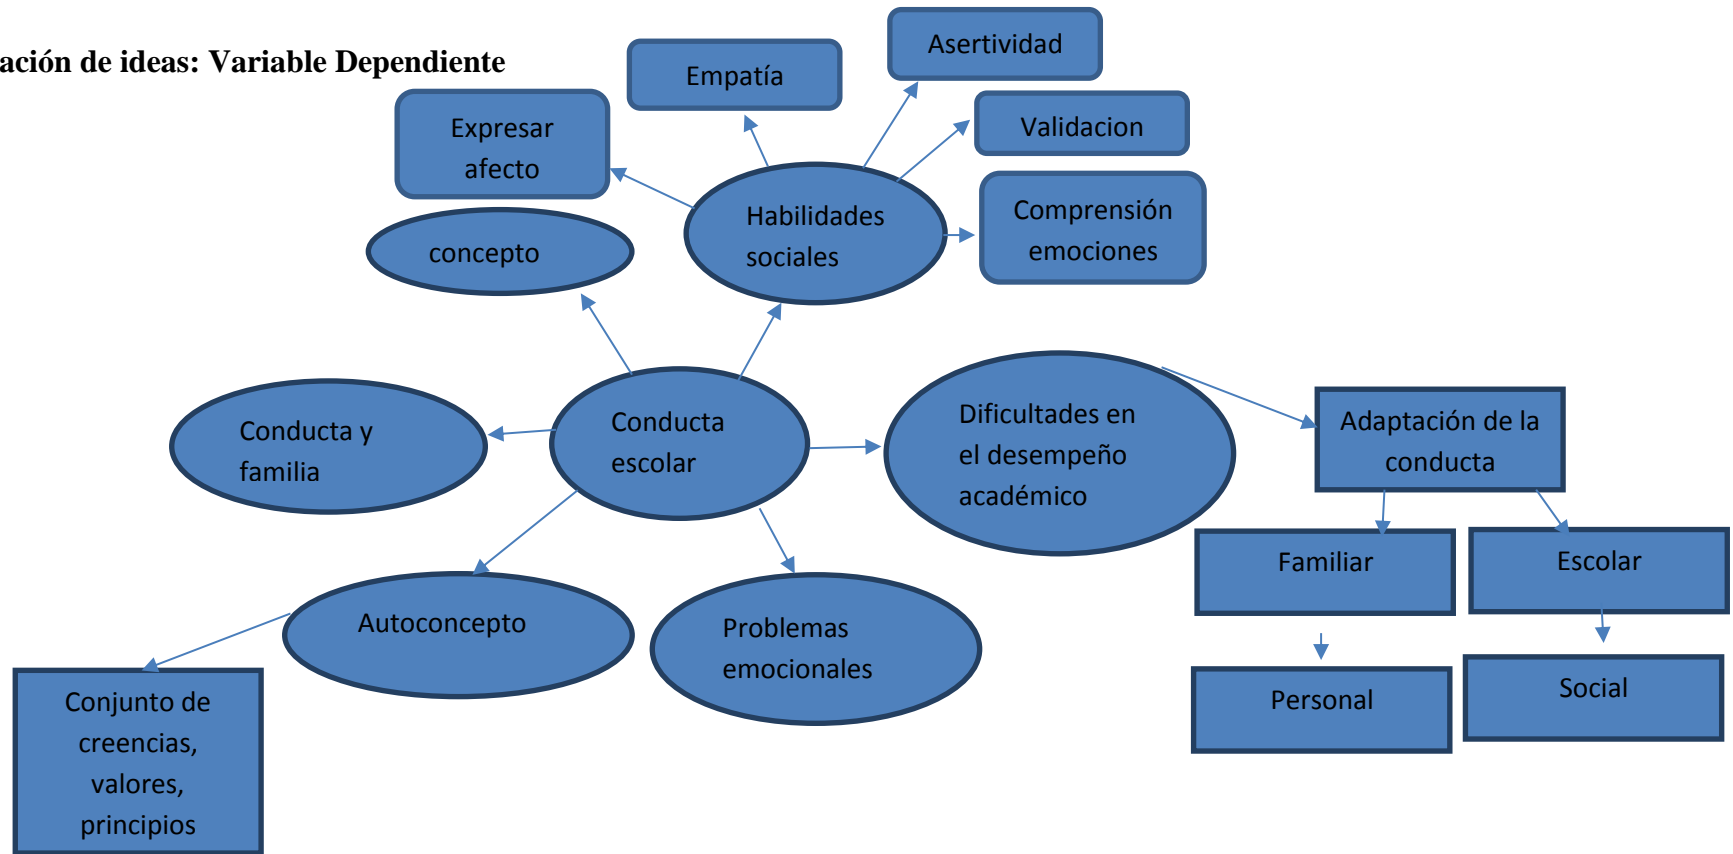 ación de ideas: Variable Dependiente
Asertividad
Empatía
Expresar
afecto
Validacion
Habilidades
sociales
Comprensión
emociones
concepto
Conducta y
familia
Conducta
escolar
Dificultades en
el desempeño
académico
Adaptación de la
conducta
Familiar
Escolar
Autoconcepto
Problemas
emocionales
Personal
Social
Conjunto de
creencias,
valores,
principios